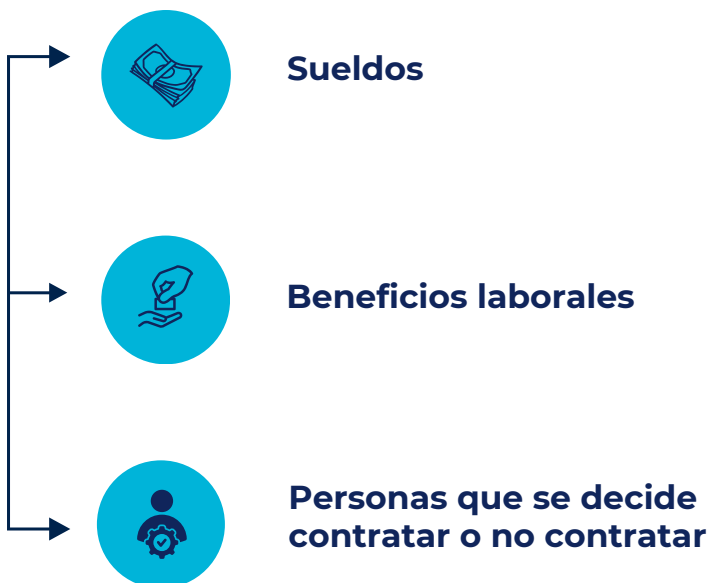 Sueldos
Beneficios laborales
Personas que se decide
contratar o no contratar